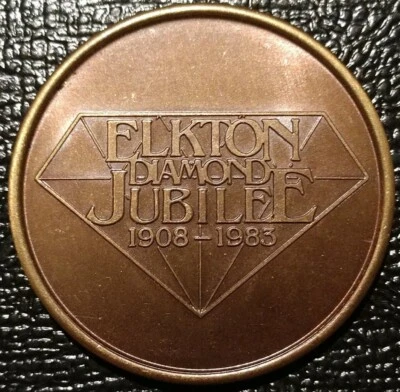 ELKTON
DIAMOND
JUBILEE
1908-1983